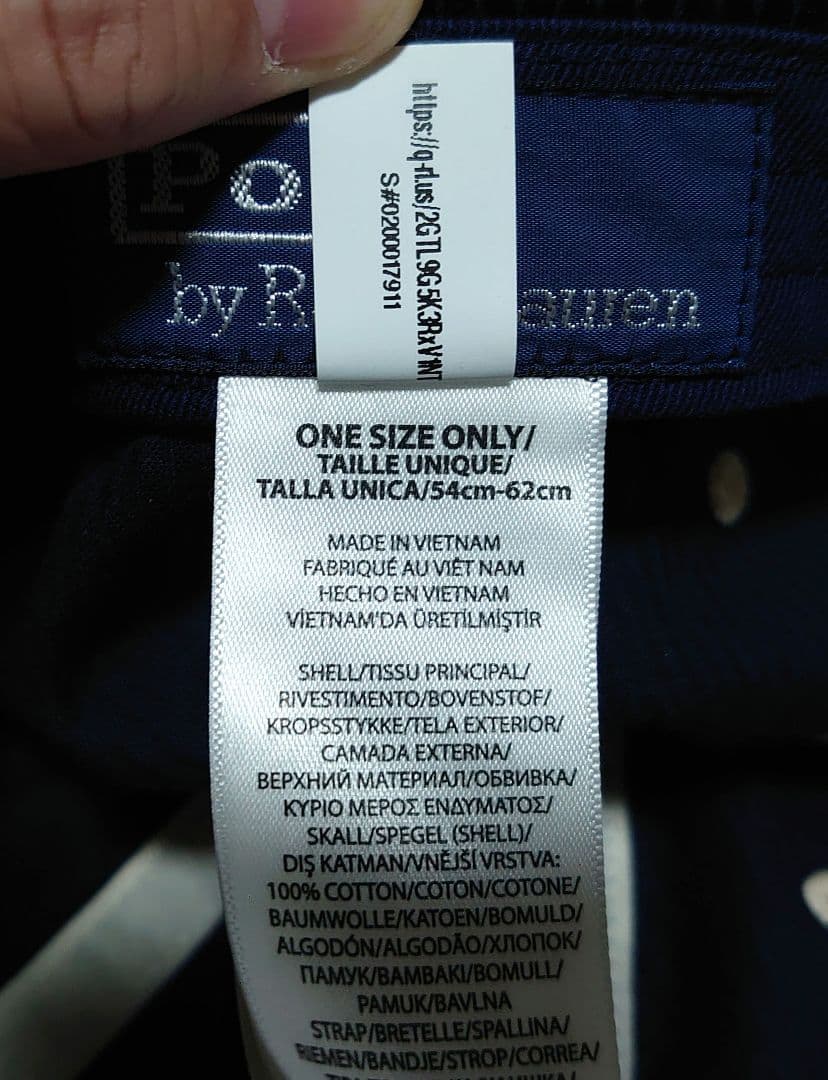 https://q-rl.us/2GTL9G5K3RxV1NT
S#0200017911
PO
by R auren
ONE SIZE ONLY/
TAILLE UNIQUE/
TALLA UNICA/54cm-62cm
MADE IN VIETNAM
FABRIQUÉ AU VIÊT NAM
HECHO EN VIETNAM
VİETNAM'DA ÜRETİLMİŞTİR
SHELL/TISSU PRINCIPAL/
RIVESTIMENTO/BOVENSTOF/
KROPSSTYKKE/TELA EXTERIOR/
CAMADA EXTERNA/
ВЕРХНИЙ МАТЕРИАЛ/ОБВИВКА/
ΚΥΡΙΟ ΜΕΡΟΣ ΕΝΔΥΜΑΤΟΣ/
SKALL/SPEGEL (SHELL)/
DIŞ KATMAN/VNĚJŠÍ VRSTVA:
100% COTTON/COTON/COTONE/
BAUMWOLLE/KATOEN/BOMULD/
ALGODÓN/ALGODÃO/ХЛОПОК/
ПАМУК/ΒΑΜΒΑΚΙ/BOMULL/
PAMUK/BAVLNA
STRAP/BRETELLE/SPALLINA/
RIEMEN/BANDJE/STROP/CORREA/